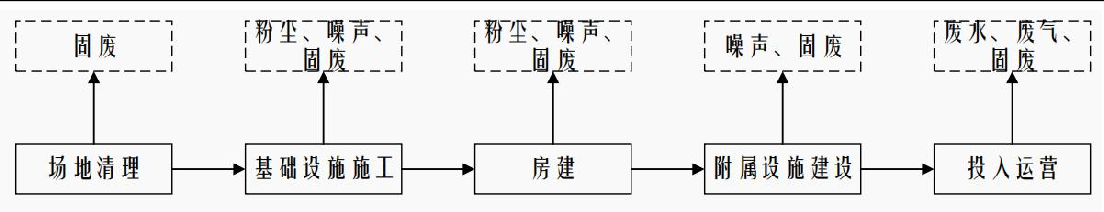 固废
粉尘、噪声、
固废
粉尘、噪声、
固废
噪声、固废
废水、废气、
固废
场地清理
基础设施施工
房建
附属设施建设
投入运营